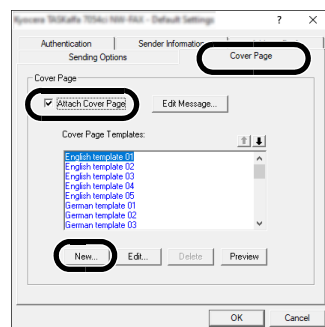 Kyocera TASKalfa 7054ci NW-FAX - Default Settings ? ×
Authentication Sender Information
Sending Options Cover Page
Cover Page
Attach Cover Page Edit Message...
Cover Page Templates:
English template 01
English template 02
English template 03
English template 04
English template 05
German template 01
German template 02
German template 03
New... Edit... Delete Preview
OK Cancel